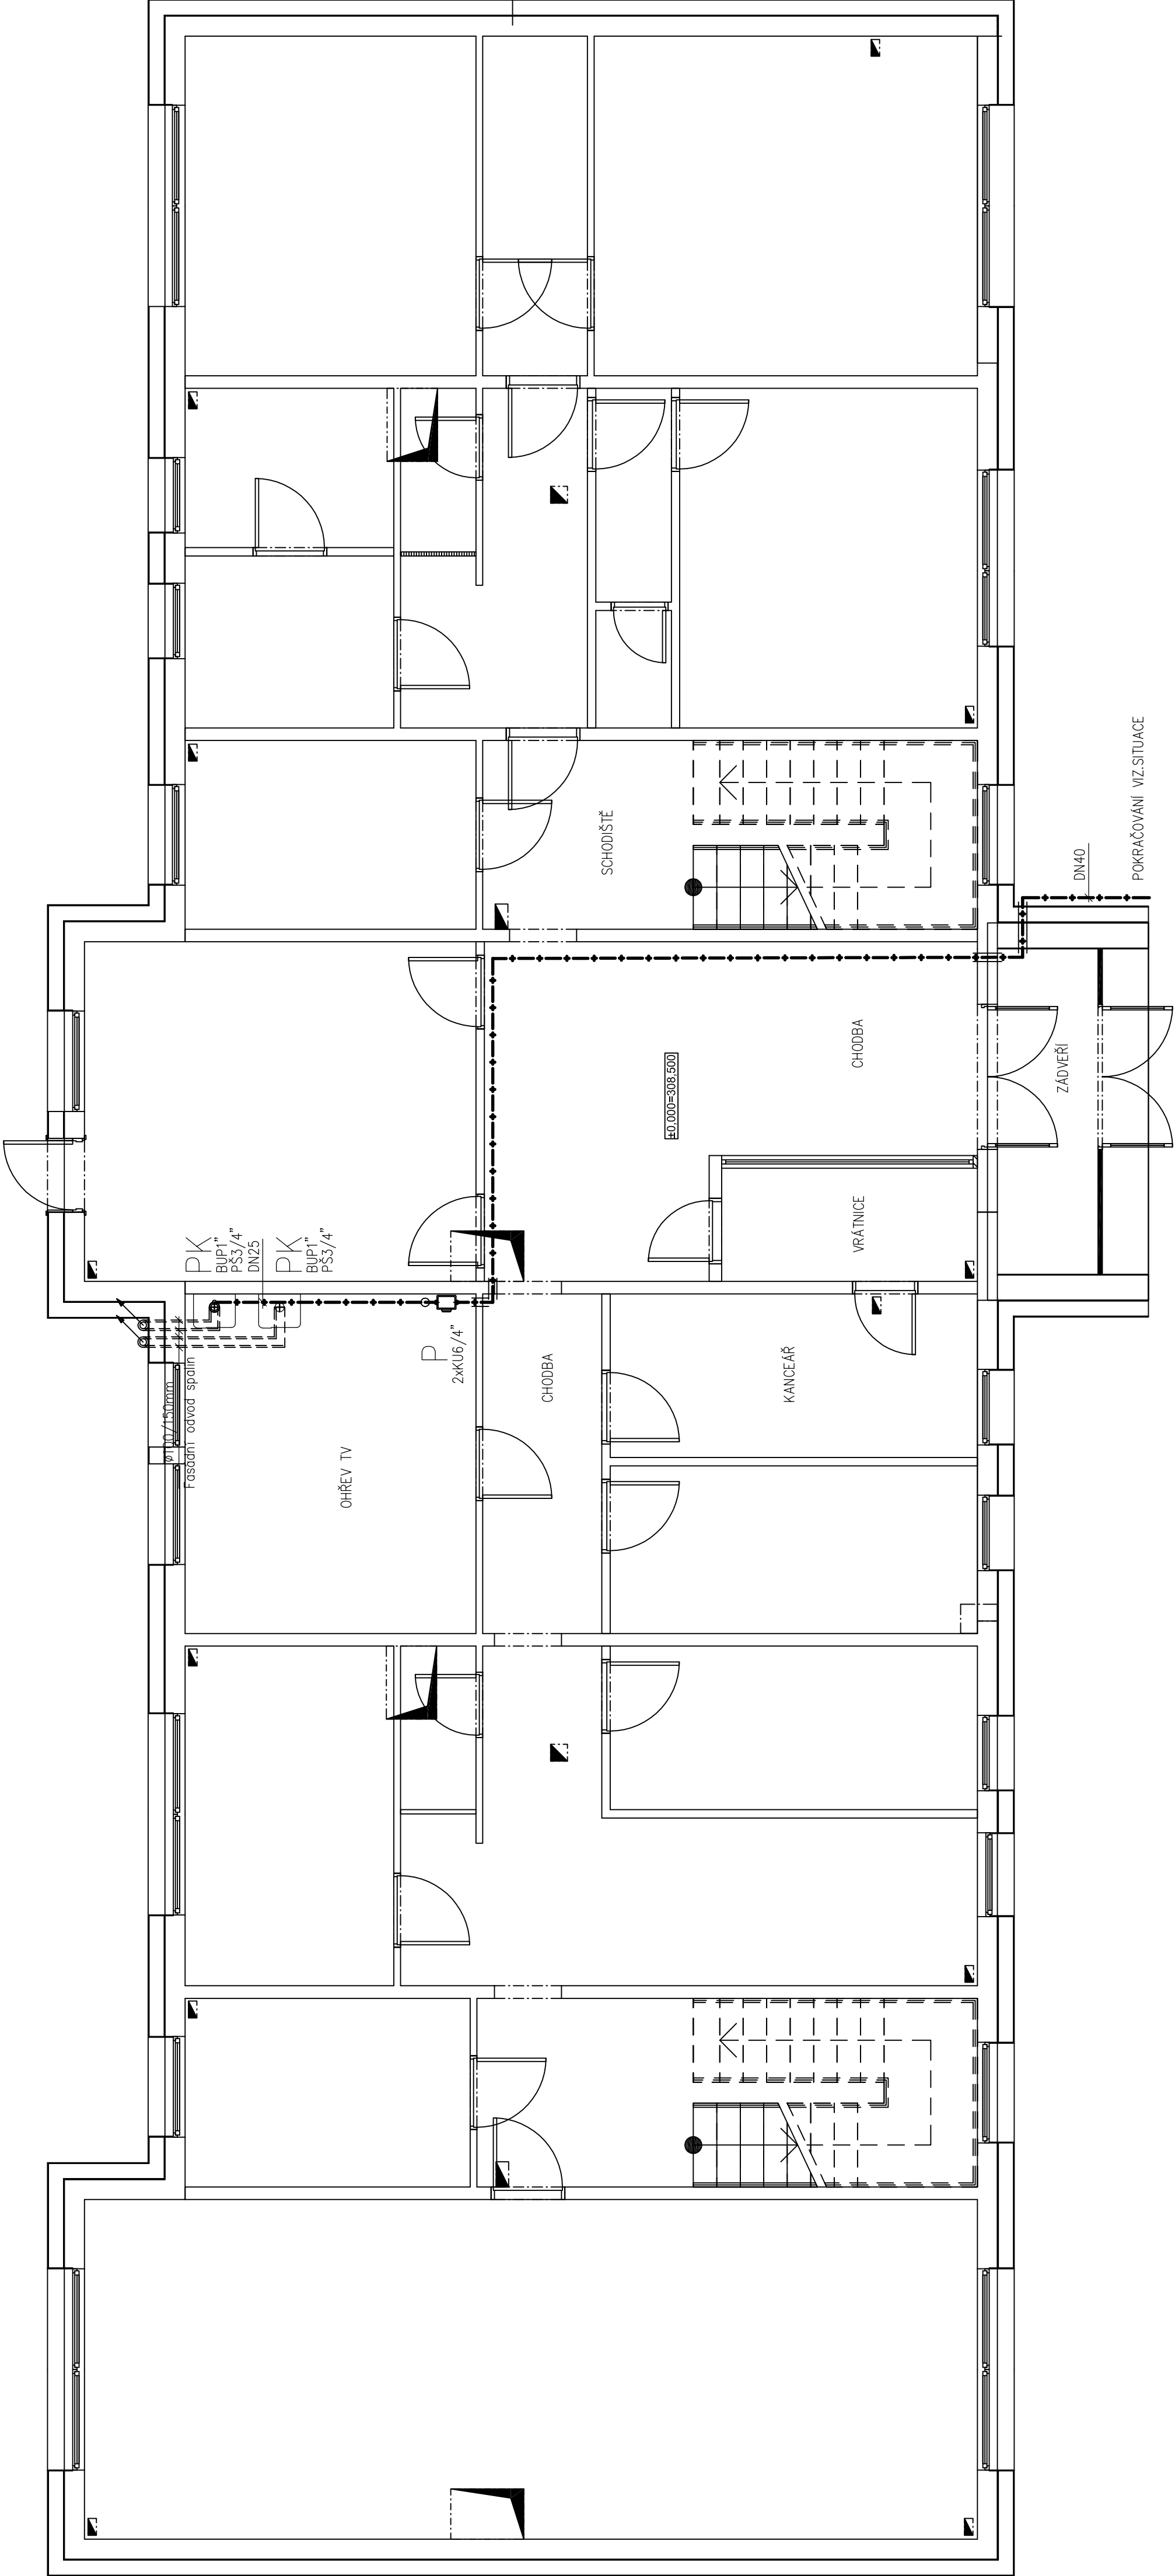 PK
BUP1"
PŠ3/4"
DN25
PK
BUP1"
PŠ3/4"
ø100/150mm
Fasádní odvod spalin
OHŘEV TV
P
2xKU6/4"
CHODBA
SCHODIŠTĚ
±0,000=308,500
CHODBA
VRÁTNICE
KANCEÁŘ
ZÁDVEŘÍ
DN40
POKRAČOVÁNÍ VIZ.SITUACE